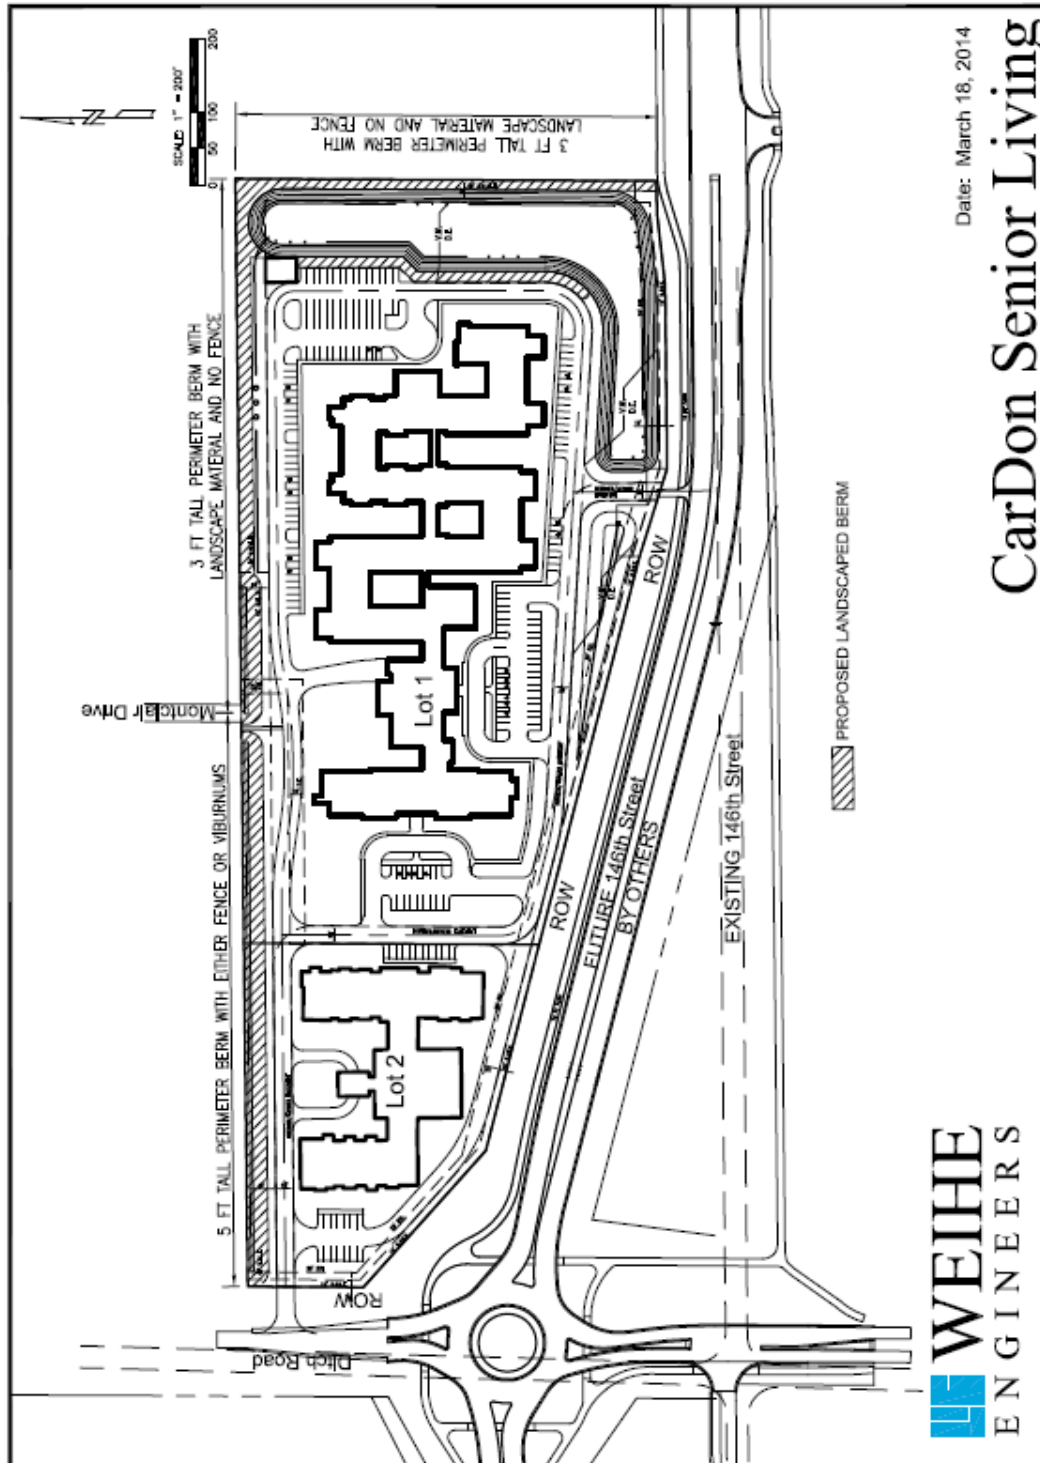 SCALE: 1" = 200'
0 50 100 200
N
3 FT TALL PERIMETER BERM WITH
LANDSCAPE MATERIAL AND NO FENCE
3 FT TALL PERIMETER BERM WITH
LANDSCAPE MATERAL AND NO FENCE
Montclair Drive
5 FT TALL PERIMETER BERM WITH EITHER FENCE OR VIBURNUMS
Lot 1
Lot 2
ROW
ROW
ROW
Ditch Road
FUTURE 146th Street
BY OTHERS
EXISTING 146th Street
PROPOSED LANDSCAPED BERM
Date: March 18, 2014
CarDon Senior Living
WEIHE
ENGINEERS